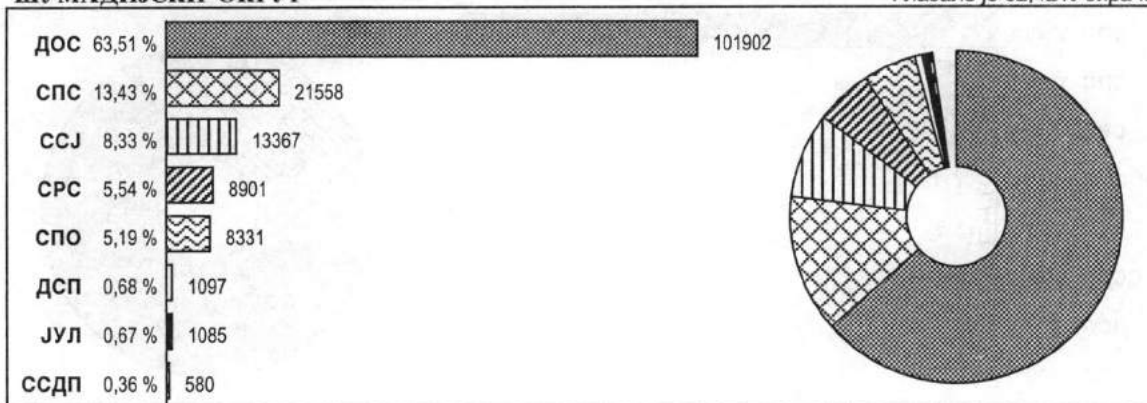 ДОС 63,51 % 101902
СПС 13,43 % 21558
ССЈ 8,33 % 13367
СРС 5,54 % 8901
СПО 5,19 % 8331
ДСП 0,68 % 1097
ЈУЛ 0,67 % 1085
ССДП 0,36 % 580